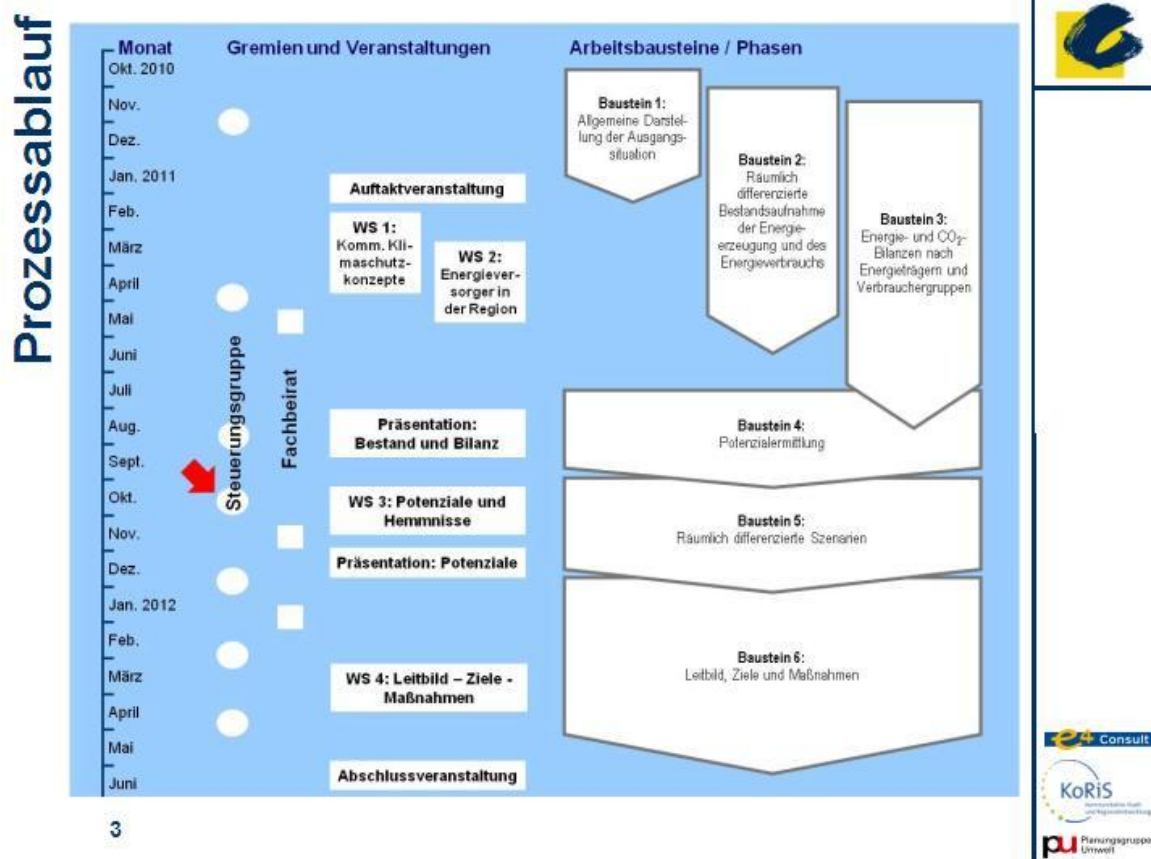 Prozessablauf
Monat
Okt. 2010
Nov.
Dez.
Jan. 2011
Feb.
März
April
Mai
Juni
Juli
Aug.
Sept.
Okt.
Nov.
Dez.
Jan. 2012
Feb.
März
April
Mai
Juni
Gremien und Veranstaltungen
Steuerungsgruppe
Fachbeirat
Auftaktveranstaltung
WS 1:
Komm. Kli-
maschutz-
konzepte
WS 2:
Energiever-
sorger in
der Region
Präsentation:
Bestand und Bilanz
WS 3: Potenziale und
Hemmnisse
Präsentation: Potenziale
WS 4: Leitbild – Ziele -
Maßnahmen
Abschlussveranstaltung
Arbeitsbausteine / Phasen
Baustein 1:
Allgemeine Darstel-
lung der Ausgangs-
situation
Baustein 2:
Räumlich
differenzierte
Bestandsaufnahme
der Energie-
erzeugung und des
Energieverbrauchs
Baustein 3:
Energie- und CO₂-
Bilanzen nach
Energieträgern und
Verbrauchergruppen
Baustein 4:
Potenzialermittlung
Baustein 5:
Räumlich differenzierte Szenarien
Baustein 6:
Leitbild, Ziele und Maßnahmen
e4 Consult
KoRiS
pu Planungsgruppe
Umwelt
3